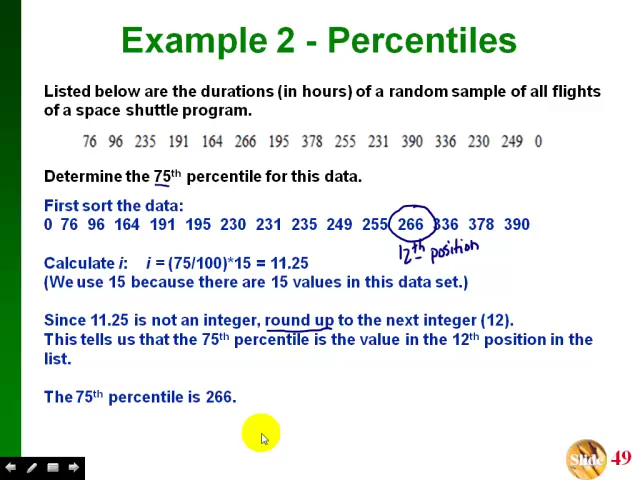 Example 2 - Percentiles
Listed below are the durations (in hours) of a random sample of all flights
of a space shuttle program.
76 96 235 191 164 266 195 378 255 231 390 336 230 249 0
Determine the 75th percentile for this data.
First sort the data:
0 76 96 164 191 195 230 231 235 249 255 266 336 378 390
12th position
Calculate i: i = (75/100)*15 = 11.25
(We use 15 because there are 15 values in this data set.)
Since 11.25 is not an integer, round up to the next integer (12).
This tells us that the 75th percentile is the value in the 12th position in the
list.
The 75th percentile is 266.
Slide 49